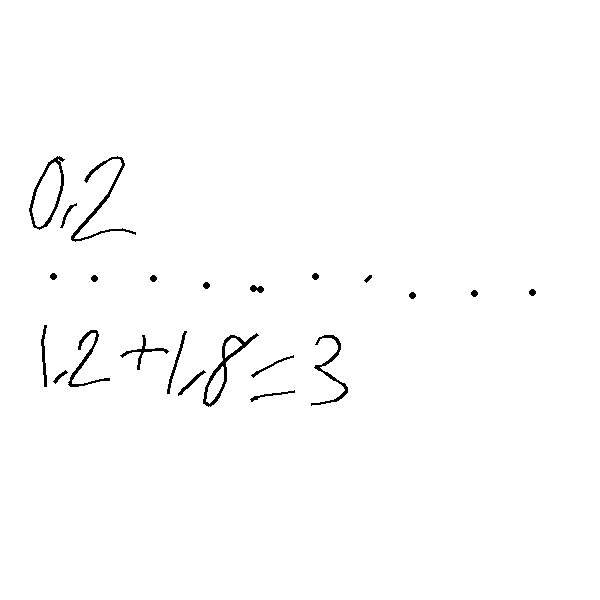 0,2
. . . . .. . . . . .
1,2+1,8=3